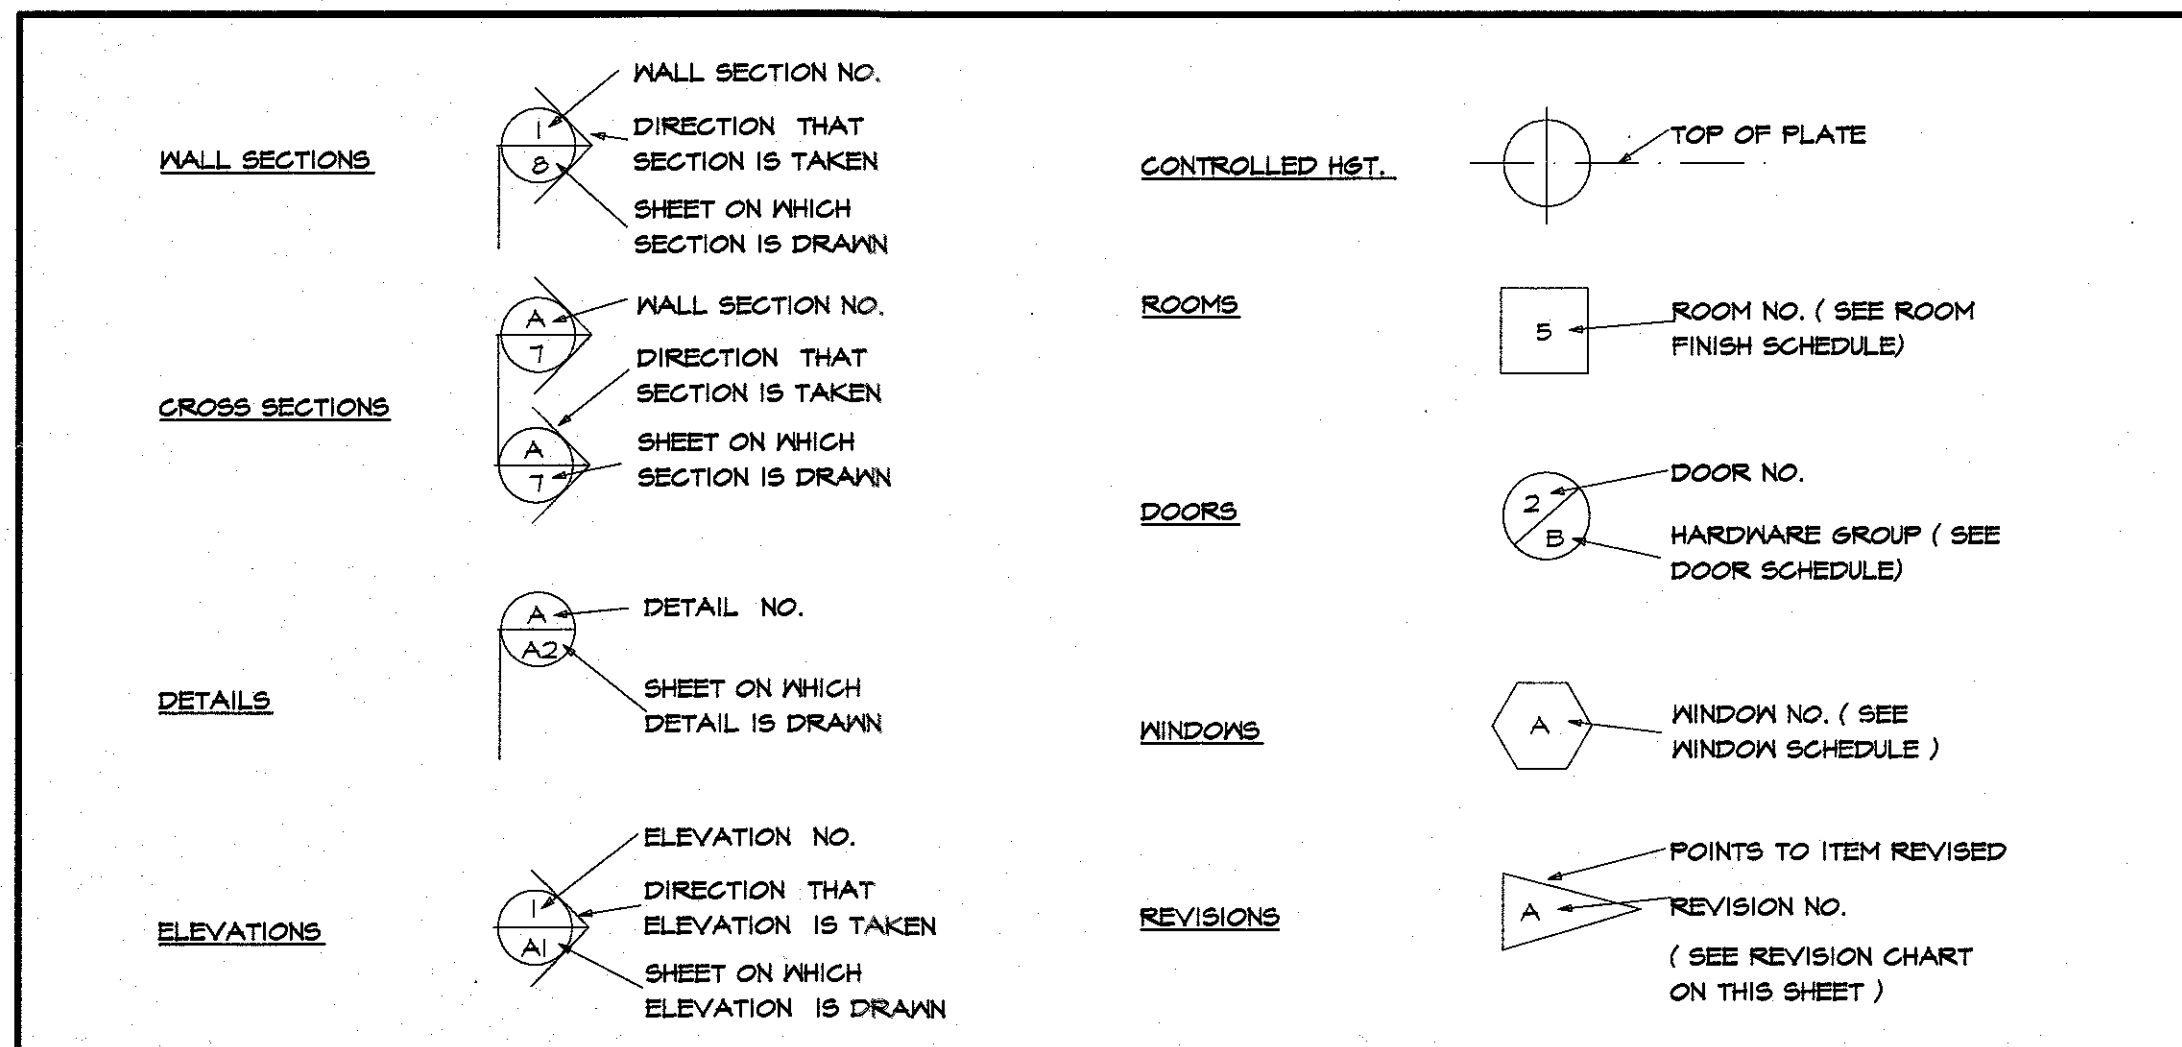 WALL SECTIONS
1
8
WALL SECTION NO.
DIRECTION THAT
SECTION IS TAKEN
SHEET ON WHICH
SECTION IS DRAWN
CROSS SECTIONS
A
7
A
7
WALL SECTION NO.
DIRECTION THAT
SECTION IS TAKEN
SHEET ON WHICH
SECTION IS DRAWN
DETAILS
A
A2
DETAIL NO.
SHEET ON WHICH
DETAIL IS DRAWN
ELEVATIONS
1
A1
ELEVATION NO.
DIRECTION THAT
ELEVATION IS TAKEN
SHEET ON WHICH
ELEVATION IS DRAWN
CONTROLLED HGT.
TOP OF PLATE
ROOMS
5
ROOM NO. ( SEE ROOM
FINISH SCHEDULE)
DOORS
2
B
DOOR NO.
HARDWARE GROUP ( SEE
DOOR SCHEDULE)
WINDOWS
A
WINDOW NO. ( SEE
WINDOW SCHEDULE )
REVISIONS
A
POINTS TO ITEM REVISED
REVISION NO.
( SEE REVISION CHART
ON THIS SHEET )